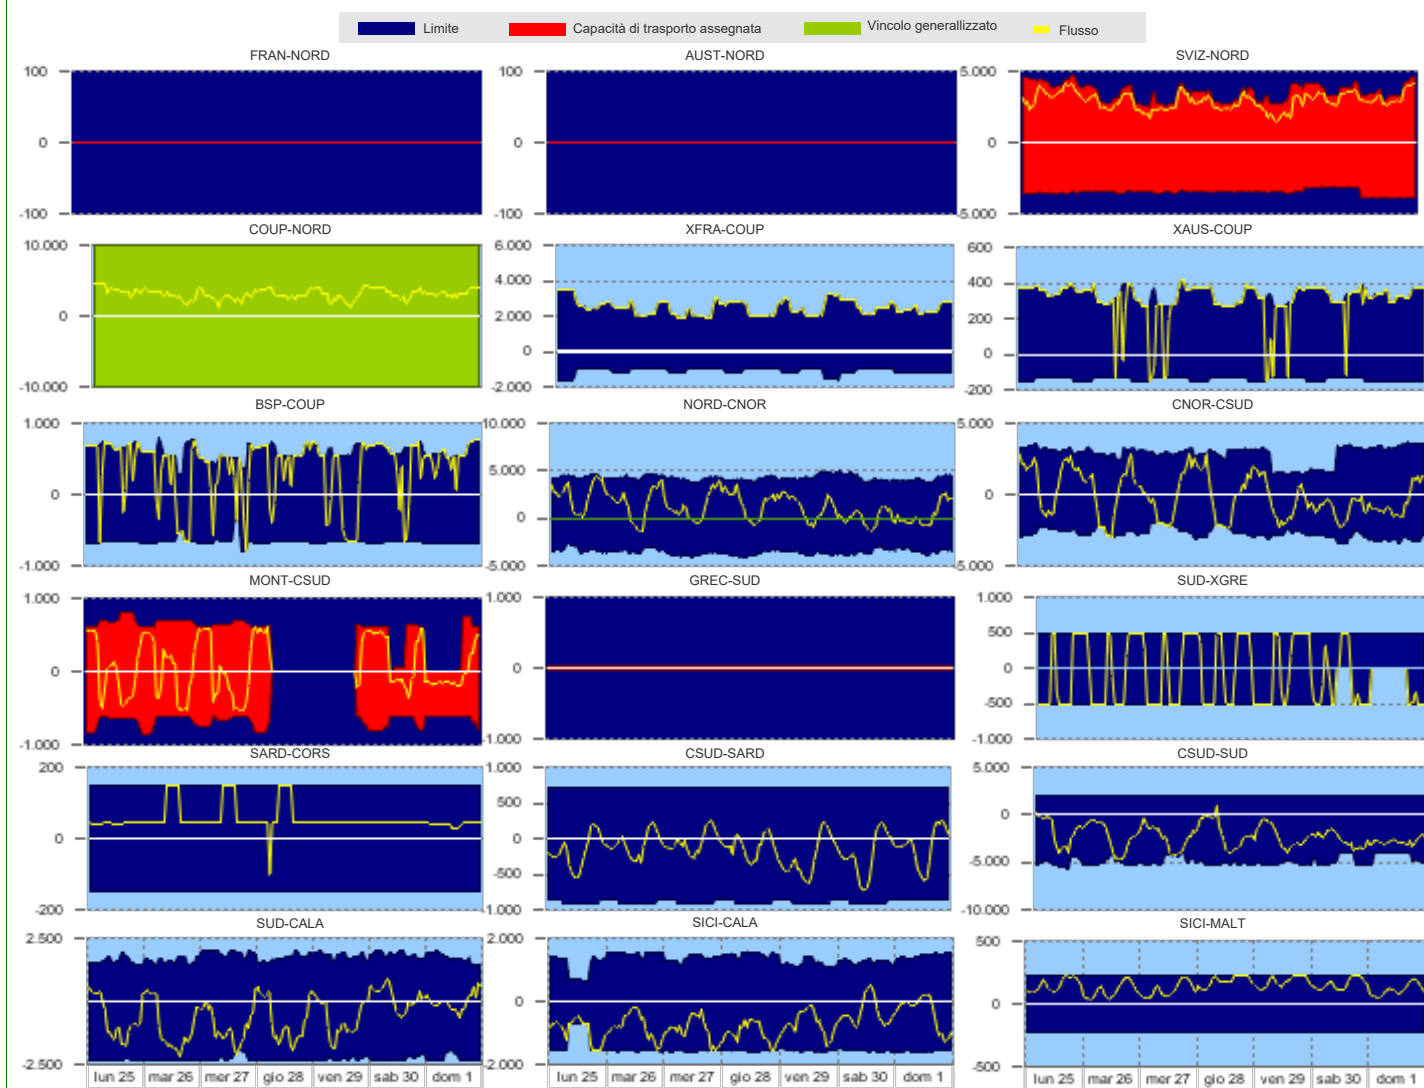 Limite Capacità di trasporto assegnata Vincolo generallizzato Flusso
FRAN-NORD AUST-NORD SVIZ-NORD
100 100 5.000
0 0 0
-100 -100 -5.000
COUP-NORD XFRA-COUP XAUS-COUP
10.000 6.000 600
4.000 400
0 2.000 200
0 0
-10.000 -2.000 -200
BSP-COUP NORD-CNOR CNOR-CSUD
1.000 10.000 5.000
5.000
0 0 0
-1.000 -5.000 -5.000
MONT-CSUD GREC-SUD SUD-XGRE
1.000 1.000 1.000
500
0 0 0
-500
-1.000 -1.000 -1.000
SARD-CORS CSUD-SARD CSUD-SUD
200 1.000 5.000
500
0 0 0
-500 -5.000
-200 -1.000 -10.000
SUD-CALA SICI-CALA SICI-MALT
2.500 2.000 500
0 0 0
-2.500 -2.000 -500
lun 25 mar 26 mer 27 gio 28 ven 29 sab 30 dom 1 lun 25 mar 26 mer 27 gio 28 ven 29 sab 30 dom 1 lun 25 mar 26 mer 27 gio 28 ven 29 sab 30 dom 1